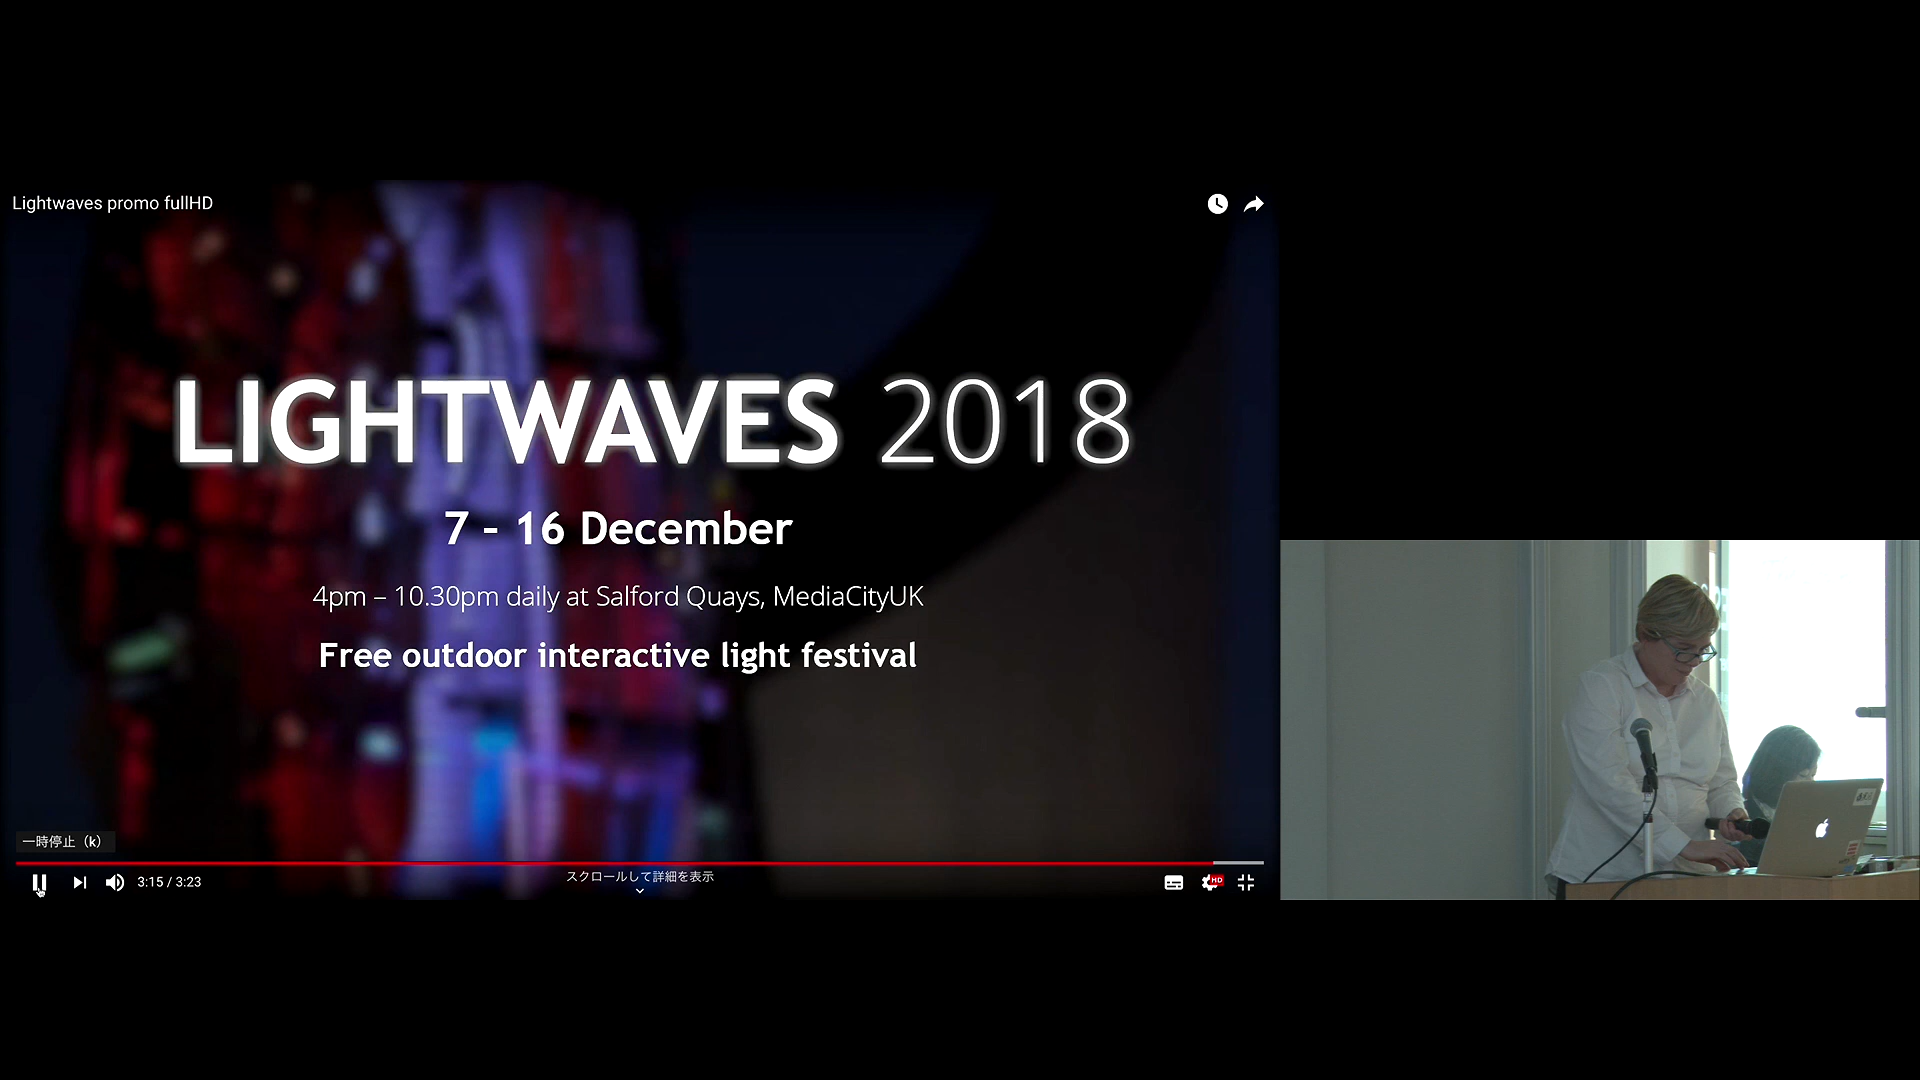 Lightwaves promo fullHD
LIGHTWAVES 2018
7 - 16 December
4pm – 10.30pm daily at Salford Quays, MediaCityUK
Free outdoor interactive light festival
一時停止 (k)
スクロールして詳細を表示
3:15 / 3:23
HD